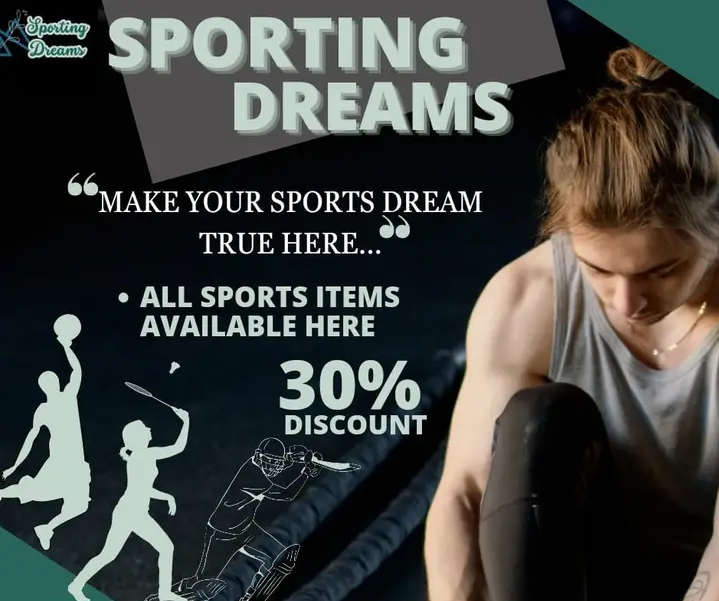 Sporting
Dreams
SPORTING
DREAMS
“MAKE YOUR SPORTS DREAM
TRUE HERE...”
• ALL SPORTS ITEMS
AVAILABLE HERE
30%
DISCOUNT